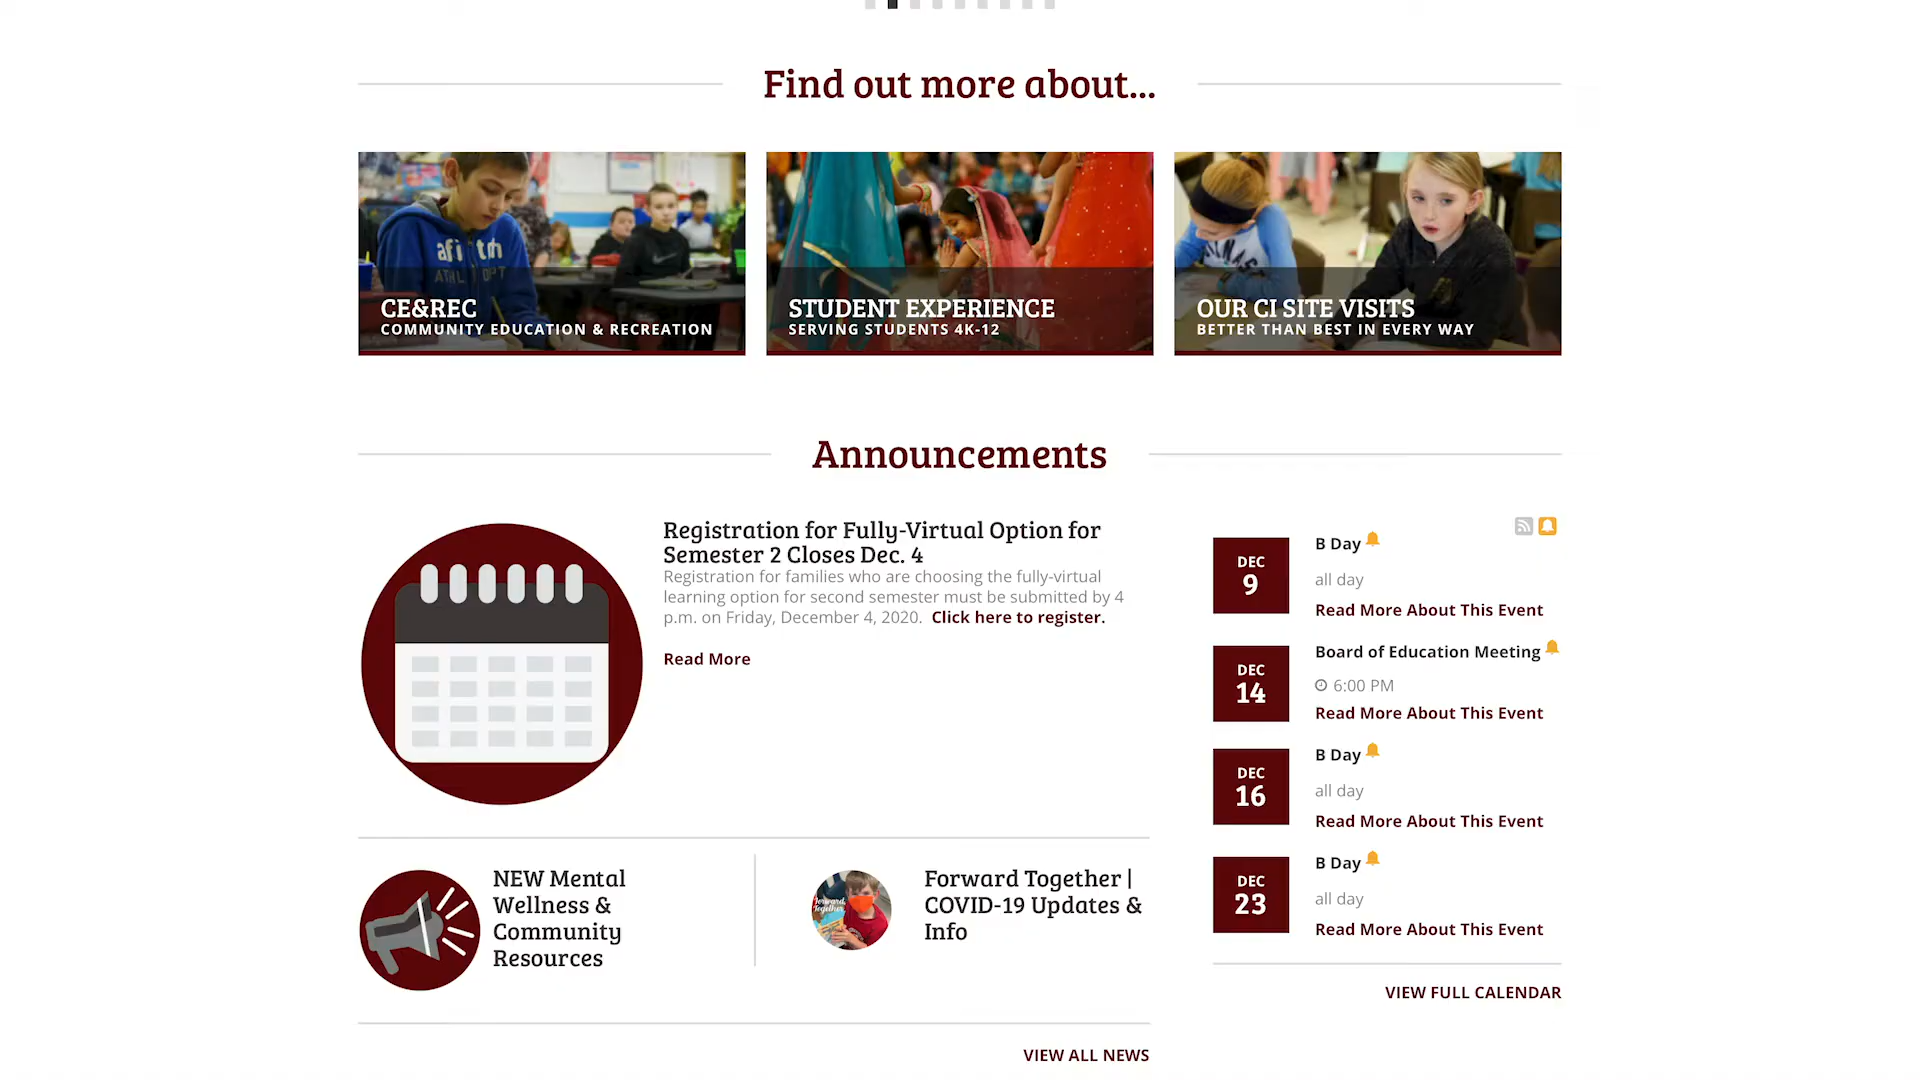 Find out more about...
CE&REC
COMMUNITY EDUCATION & RECREATION
STUDENT EXPERIENCE
SERVING STUDENTS 4K-12
OUR CI SITE VISITS
BETTER THAN BEST IN EVERY WAY
Announcements
Registration for Fully-Virtual Option for
Semester 2 Closes Dec. 4
Registration for families who are choosing the fully-virtual
learning option for second semester must be submitted by 4
p.m. on Friday, December 4, 2020. Click here to register.
Read More
NEW Mental
Wellness &
Community
Resources
Forward, Together
Forward Together |
COVID-19 Updates &
Info
VIEW ALL NEWS
DEC
9
B Day
all day
Read More About This Event
DEC
14
Board of Education Meeting
6:00 PM
Read More About This Event
DEC
16
B Day
all day
Read More About This Event
DEC
23
B Day
all day
Read More About This Event
VIEW FULL CALENDAR